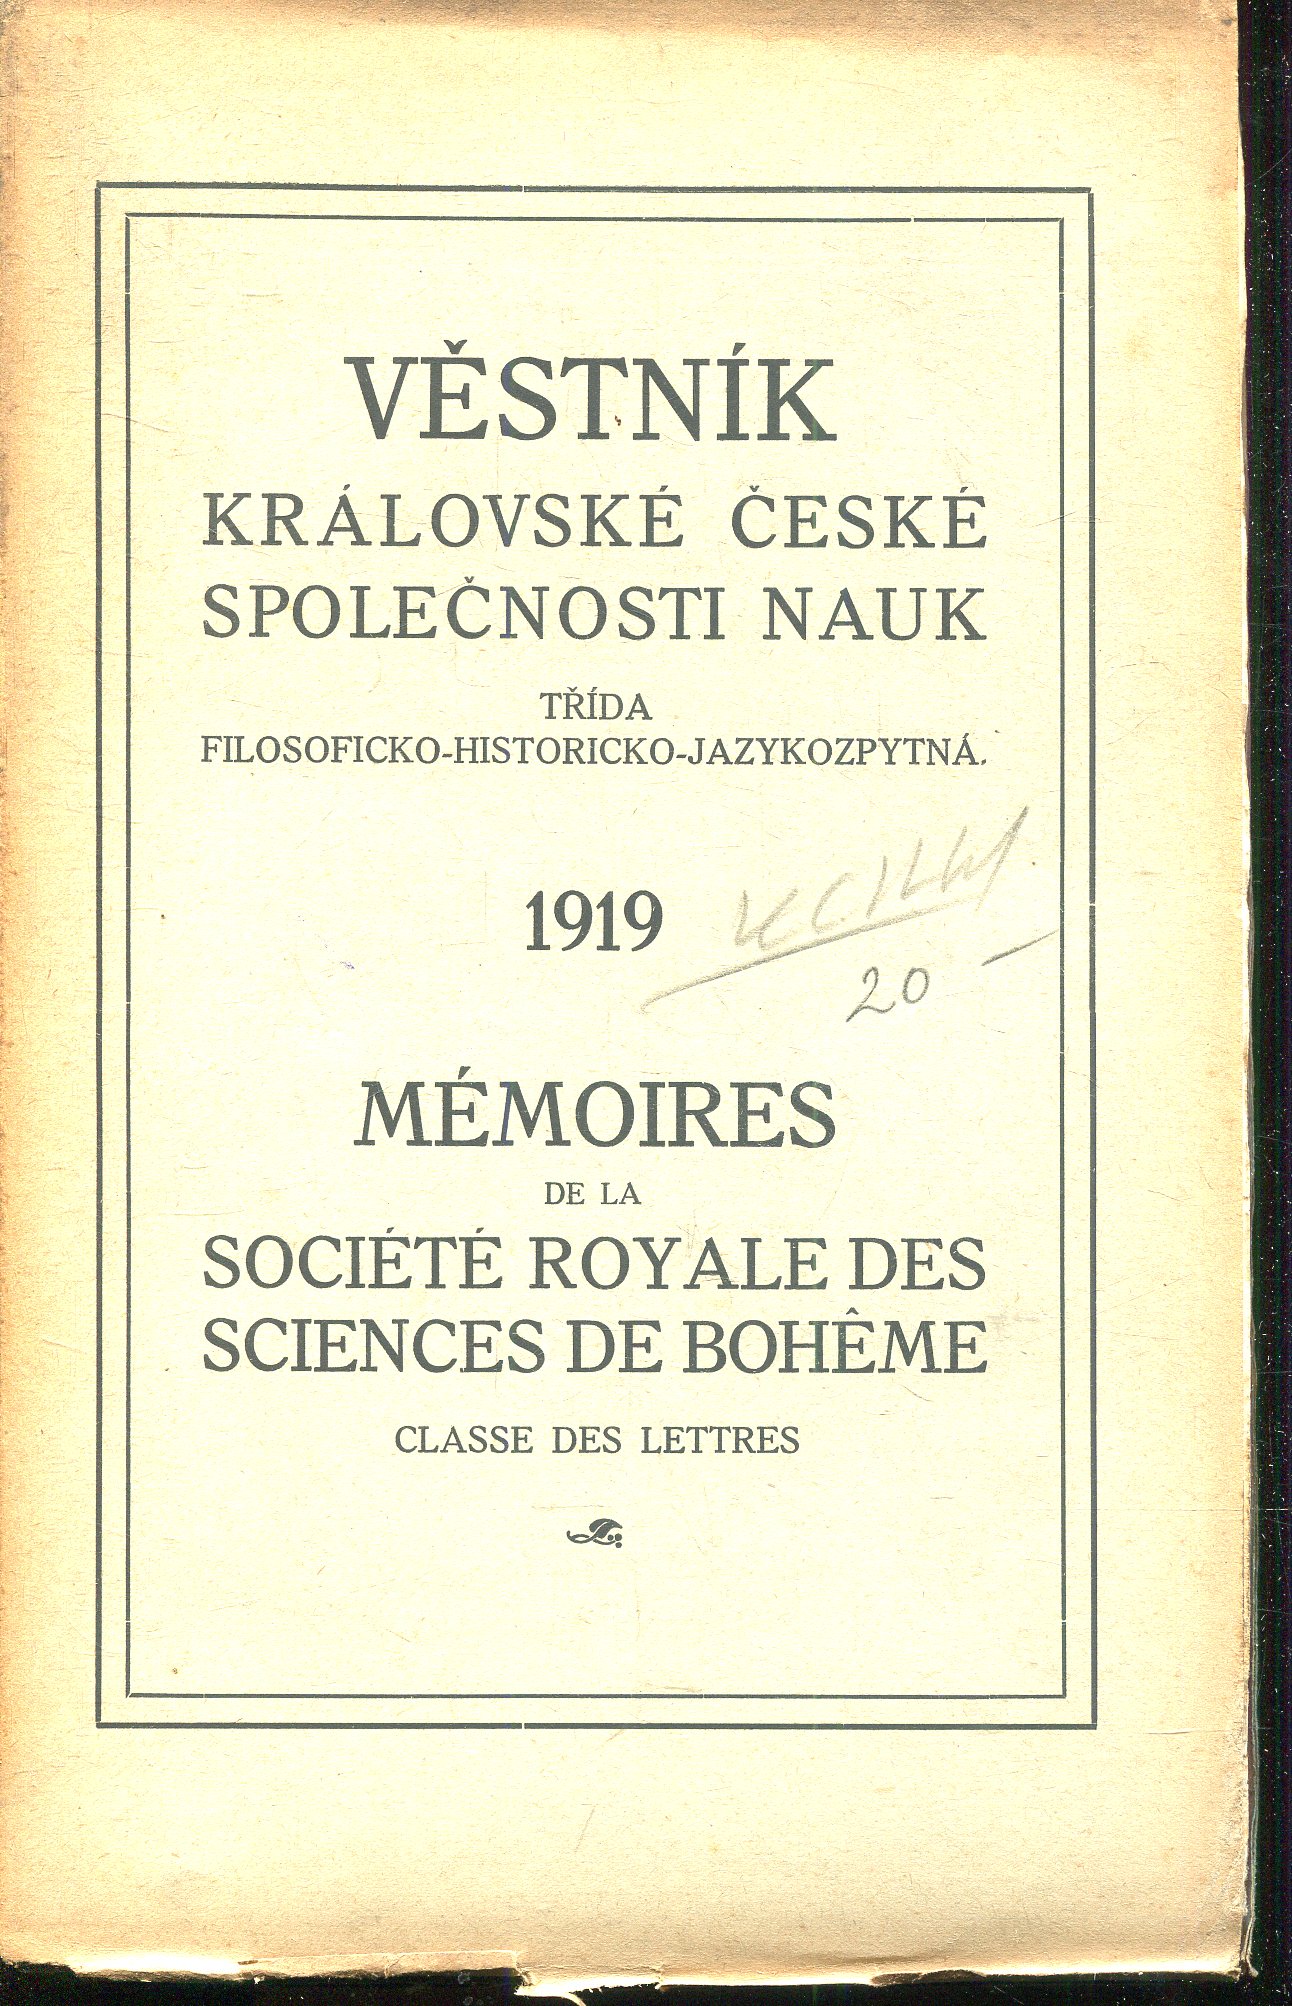 VĚSTNÍK
KRÁLOVSKÉ ČESKÉ
SPOLEČNOSTI NAUK
TŘÍDA
FILOSOFICKO-HISTORICKO-JAZYKOZPYTNÁ.
1919
20 -
MÉMOIRES
DE LA
SOCIÉTÉ ROYALE DES
SCIENCES DE BOHÊME
CLASSE DES LETTRES